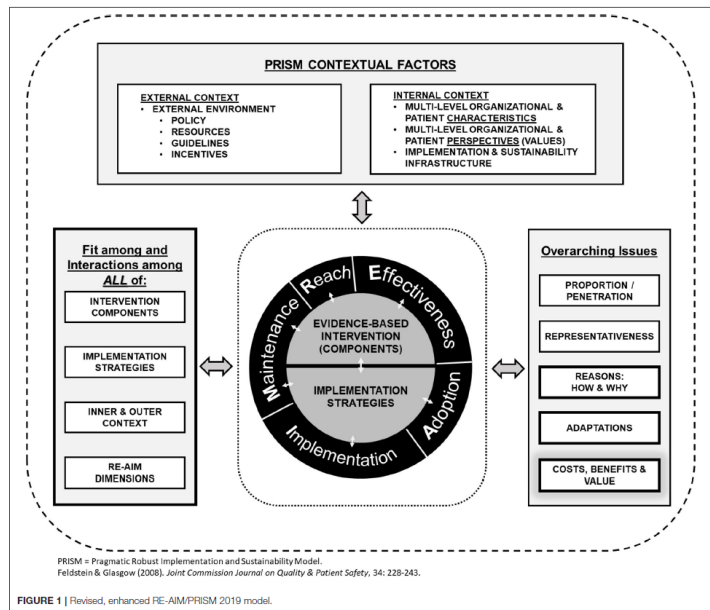 PRISM CONTEXTUAL FACTORS
EXTERNAL CONTEXT
• EXTERNAL ENVIRONMENT
• POLICY
• RESOURCES
• GUIDELINES
• INCENTIVES
INTERNAL CONTEXT
• MULTI-LEVEL ORGANIZATIONAL &
PATIENT CHARACTERISTICS
• MULTI-LEVEL ORGANIZATIONAL &
PATIENT PERSPECTIVES (VALUES)
• IMPLEMENTATION & SUSTAINABILITY
INFRASTRUCTURE
Fit among and
Interactions among
ALL of:
INTERVENTION
COMPONENTS
IMPLEMENTATION
STRATEGIES
INNER & OUTER
CONTEXT
RE-AIM
DIMENSIONS
Reach
Effectiveness
Adoption
Implementation
Maintenance
EVIDENCE-BASED
INTERVENTION
(COMPONENTS)
IMPLEMENTATION
STRATEGIES
Overarching Issues
PROPORTION /
PENETRATION
REPRESENTATIVENESS
REASONS:
HOW & WHY
ADAPTATIONS
COSTS, BENEFITS &
VALUE
PRISM = Pragmatic Robust Implementation and Sustainability Model.
Feldstein & Glasgow (2008). Joint Commission Journal on Quality & Patient Safety, 34: 228-243.
FIGURE 1 | Revised, enhanced RE-AIM/PRISM 2019 model.